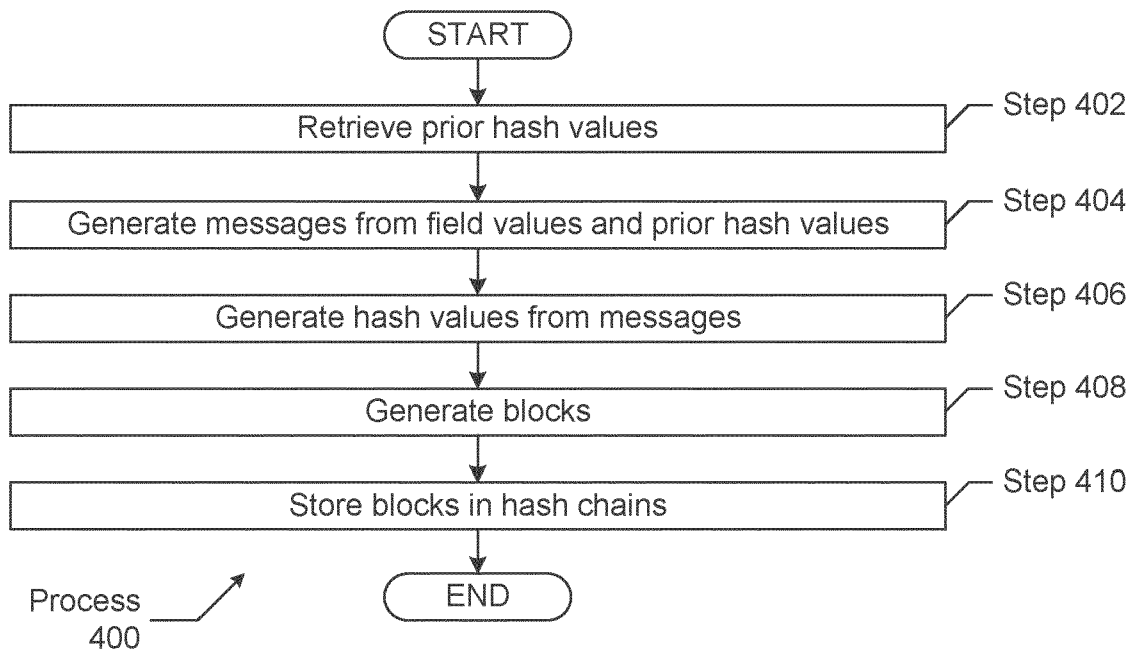 START
Retrieve prior hash values
Step 402
Generate messages from field values and prior hash values
Step 404
Generate hash values from messages
Step 406
Generate blocks
Step 408
Store blocks in hash chains
Step 410
END
Process
400